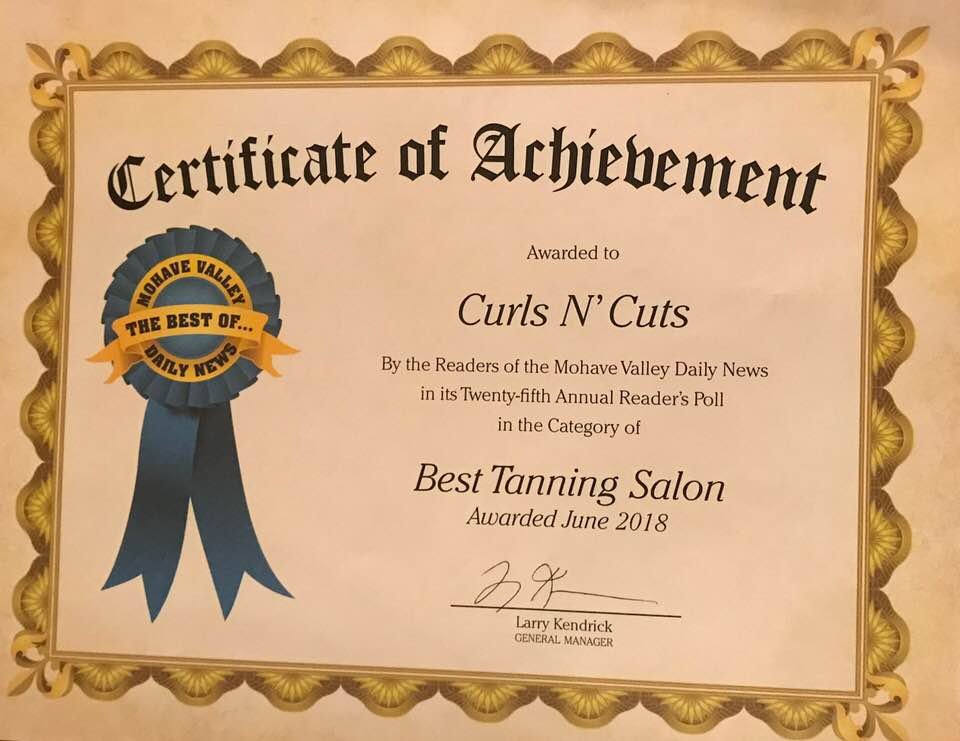 Certificate of Achievement
Awarded to
Curls N' Cuts
By the Readers of the Mohave Valley Daily News
in its Twenty-fifth Annual Reader's Poll
in the Category of
Best Tanning Salon
Awarded June 2018
MOHAVE VALLEY
THE BEST OF...
DAILY NEWS
Larry Kendrick
GENERAL MANAGER